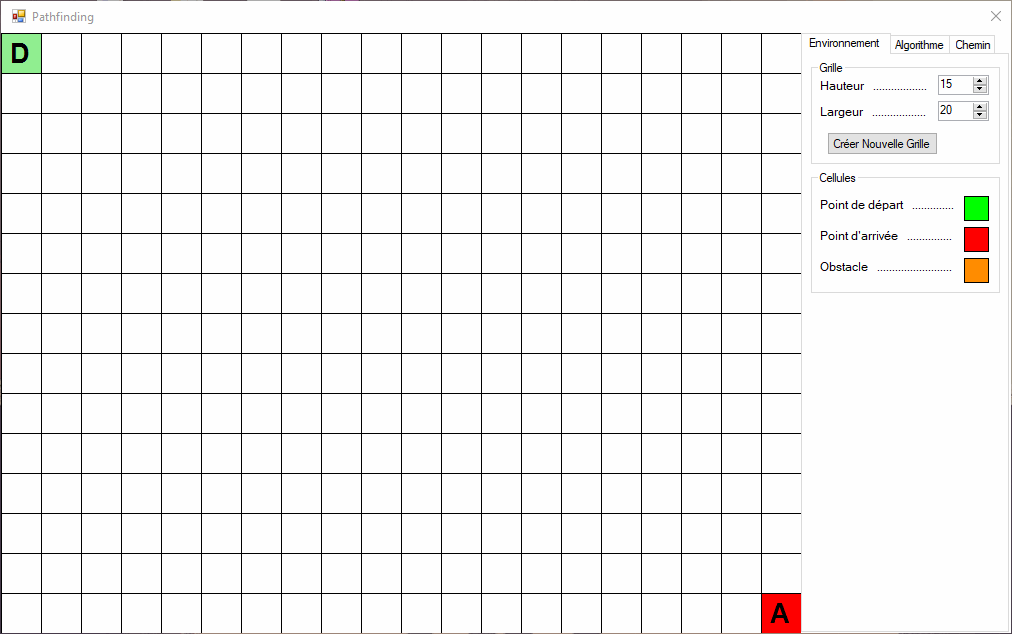 Pathfinding
D
A
Environnement Algorithme Chemin
Grille
Hauteur .................. 15
Largeur .................. 20
Créer Nouvelle Grille
Cellules
Point de départ ..............
Point d'arrivée ...............
Obstacle .........................